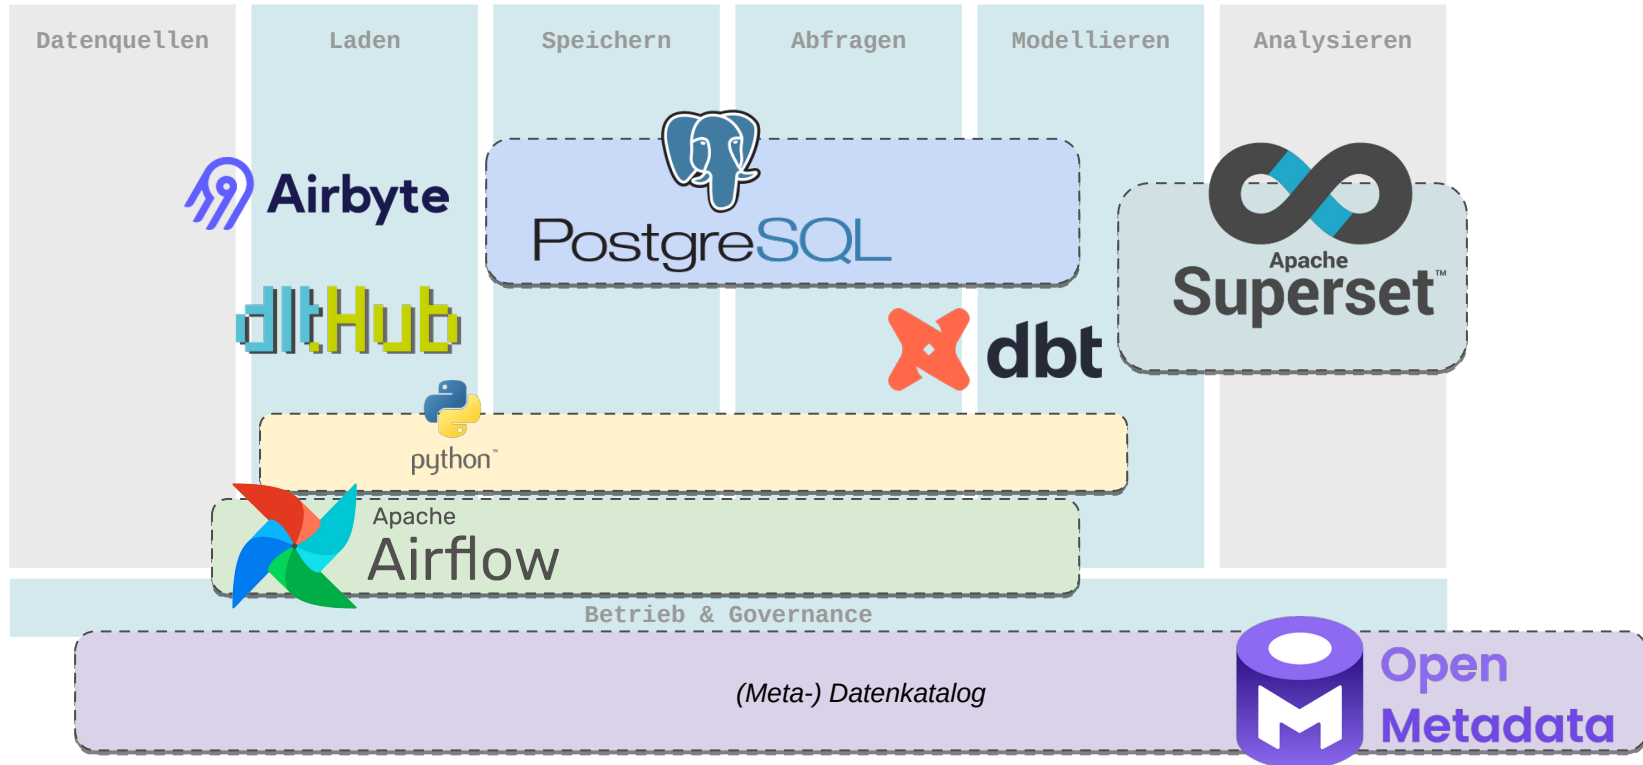 Datenquellen
Laden
Speichern
Abfragen
Modellieren
Analysieren
Airbyte
PostgreSQL
Apache
Superset™
dltHub
dbt
python™
Apache
Airflow
Betrieb & Governance
(Meta-) Datenkatalog
Open
Metadata